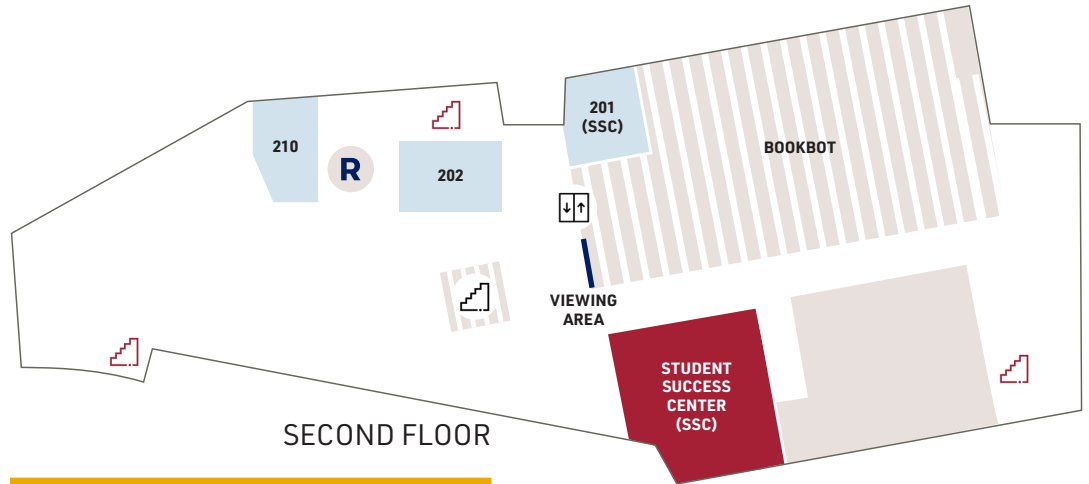 210
R
202
201
(SSC)
BOOKBOT
VIEWING
AREA
STUDENT
SUCCESS
CENTER
(SSC)
SECOND FLOOR